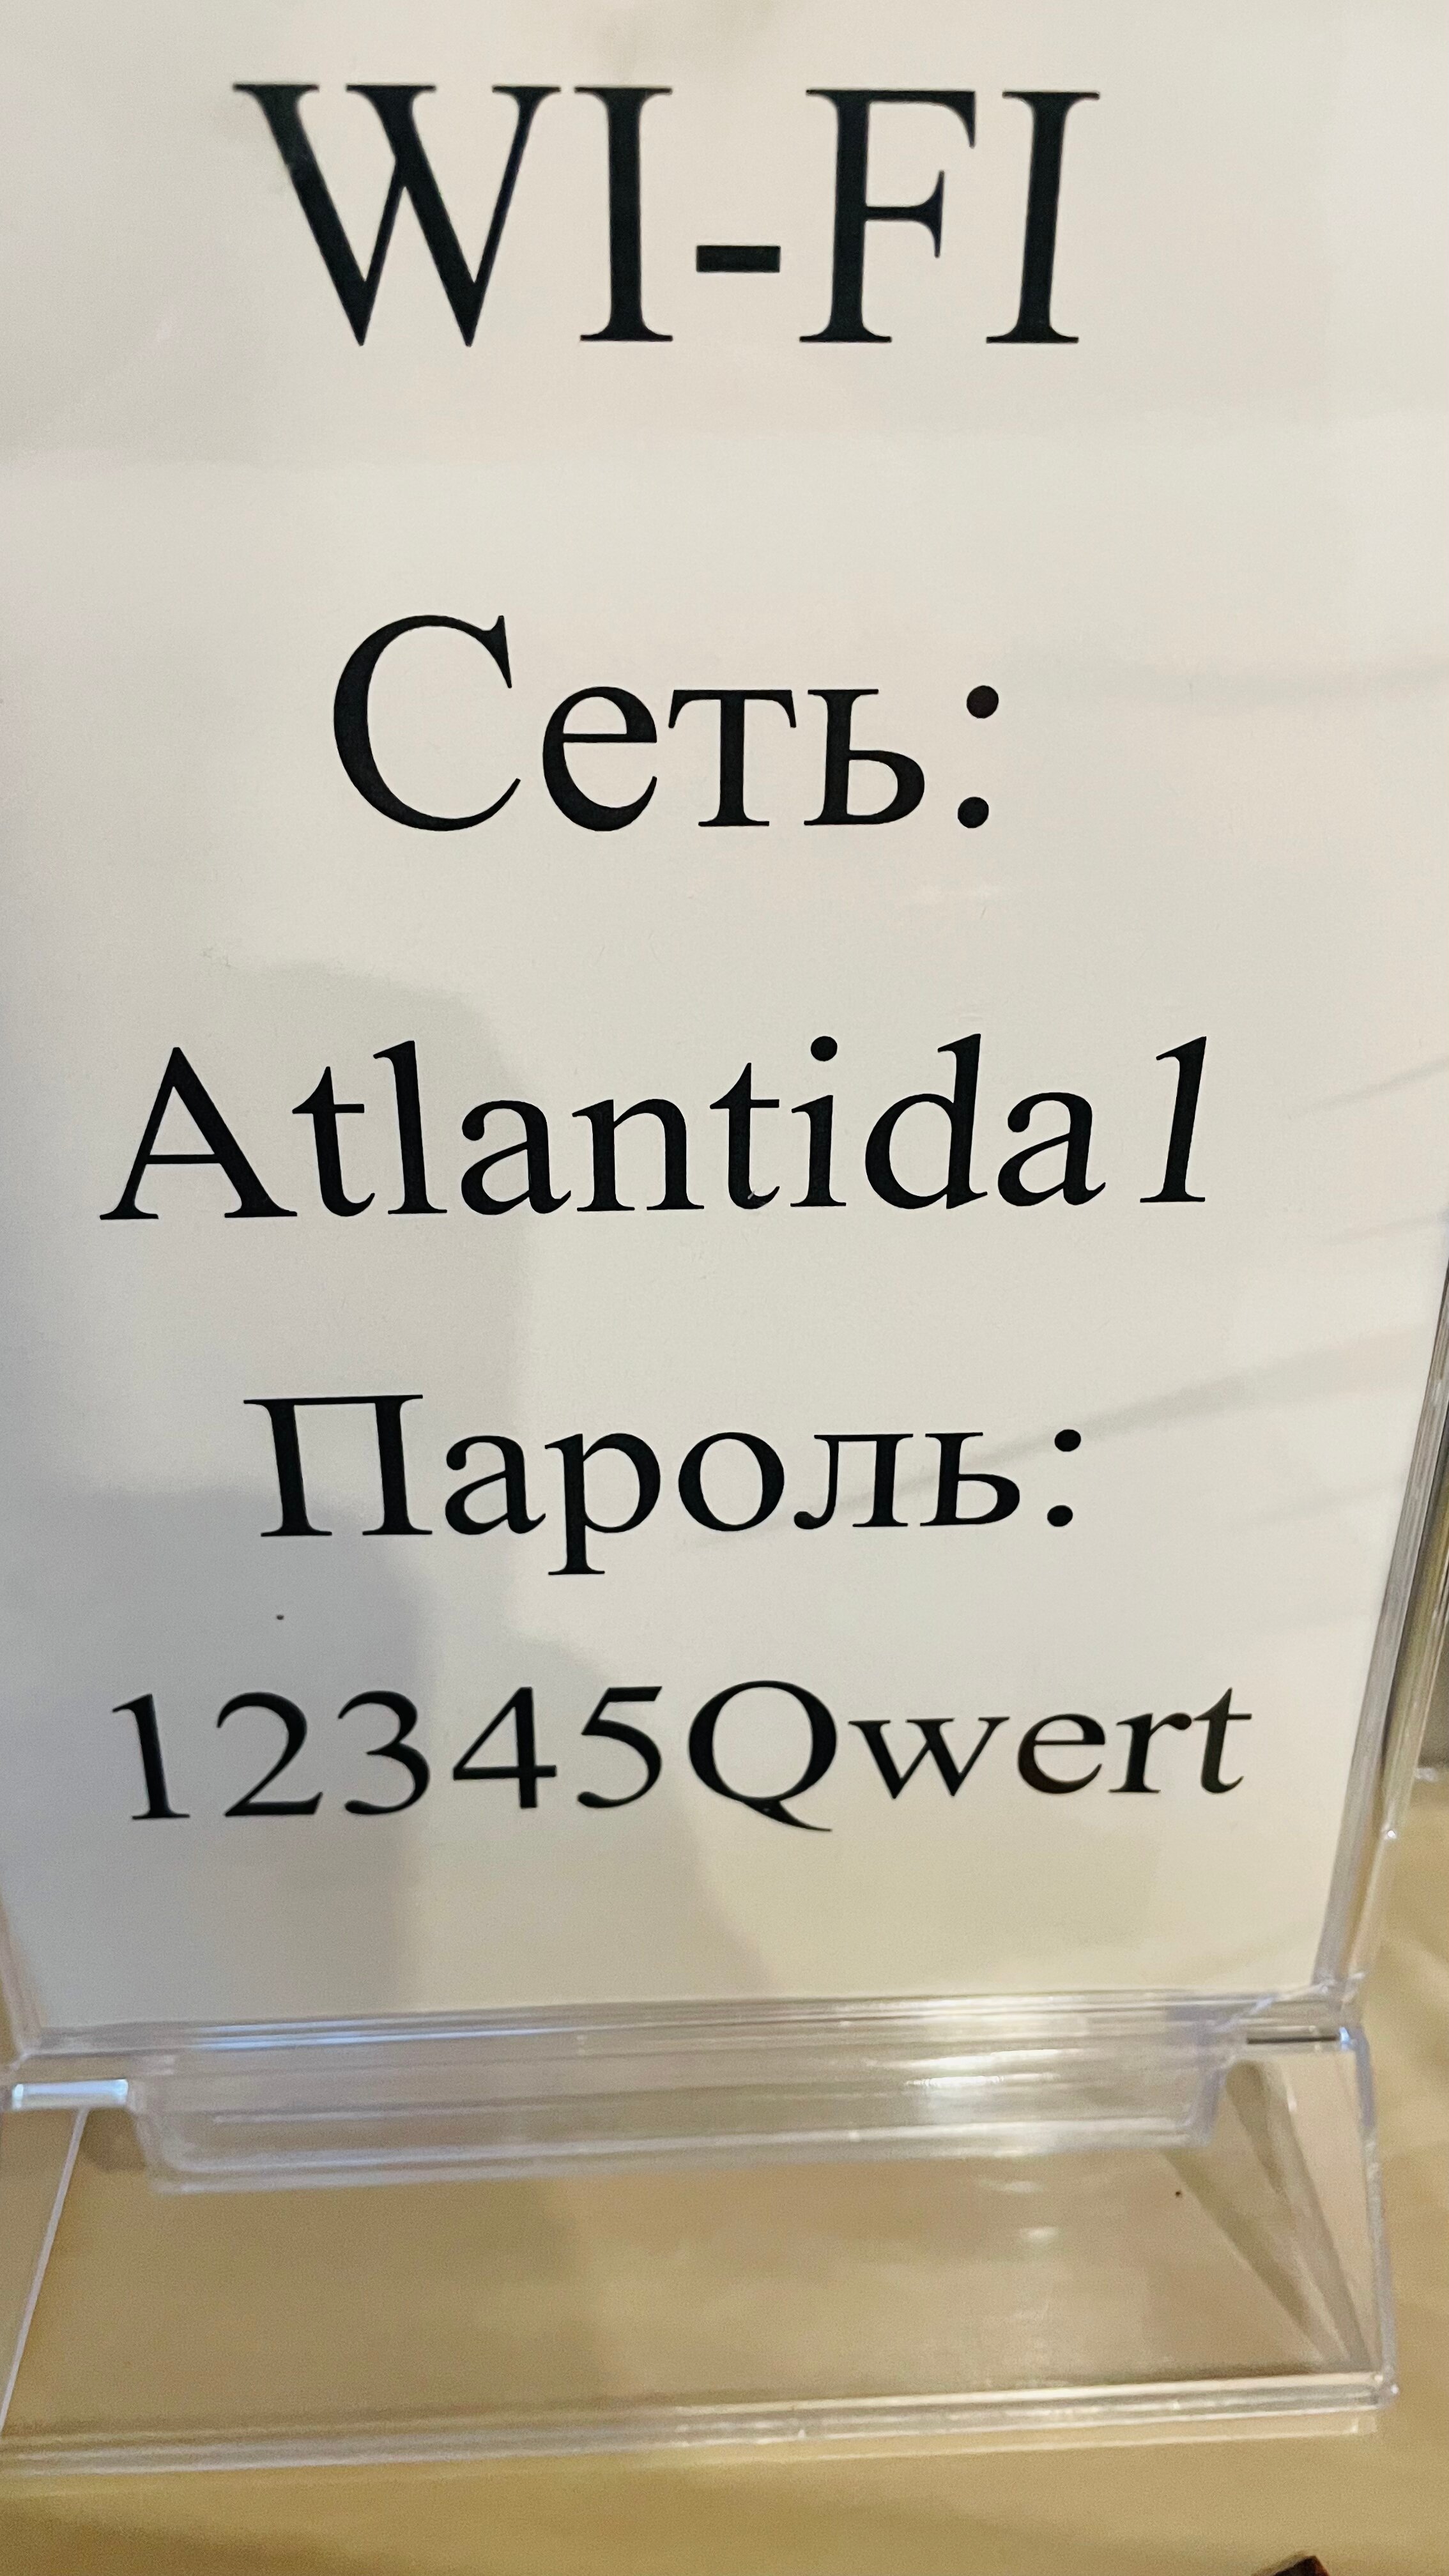 WI-FI
Сеть:
Atlantida1
Пароль:
12345Qwert